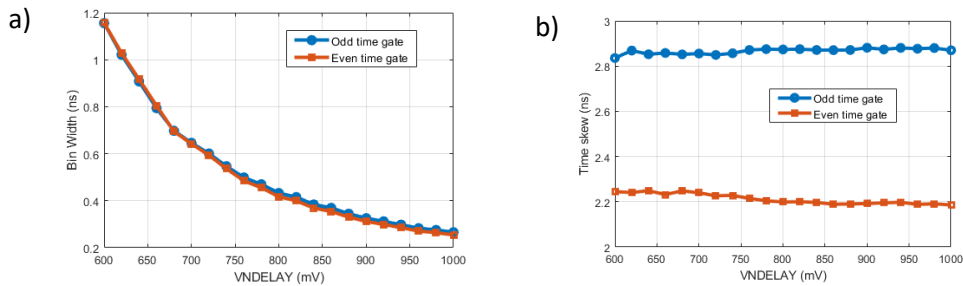 a)
1.2
1
0.8
0.6
0.4
0.2
Bin Width (ns)
Odd time gate
Even time gate
600 650 700 750 800 850 900 950 1000
VNDELAY (mV)
b)
3
2.8
2.6
2.4
2.2
2
Time skew (ns)
Odd time gate
Even time gate
600 650 700 750 800 850 900 950 1000
VNDELAY (mV)